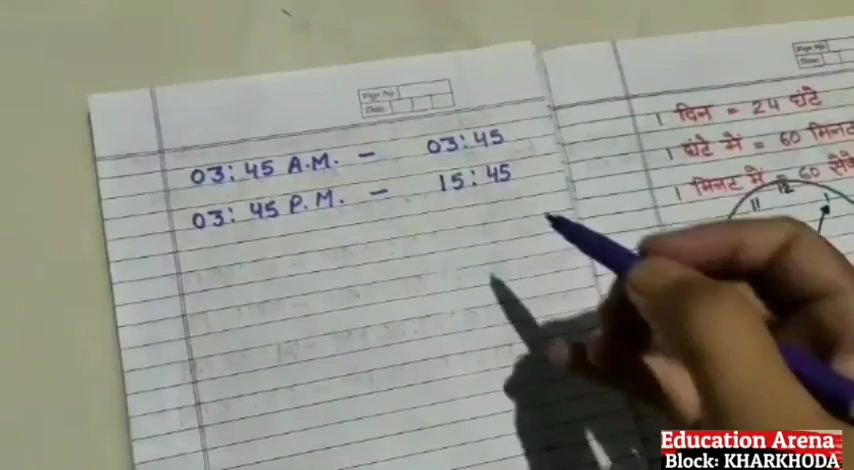 Page No.
Date:
03:45 A.M. - 03:45
03:45 P.M. - 15:45
Page No.
Date:
1 दिन = 24 घंटे
1 घंटे में = 60 मिनट
1 मिनट में = 60
12
11
1
Education Arena
Block: KHARKHODA